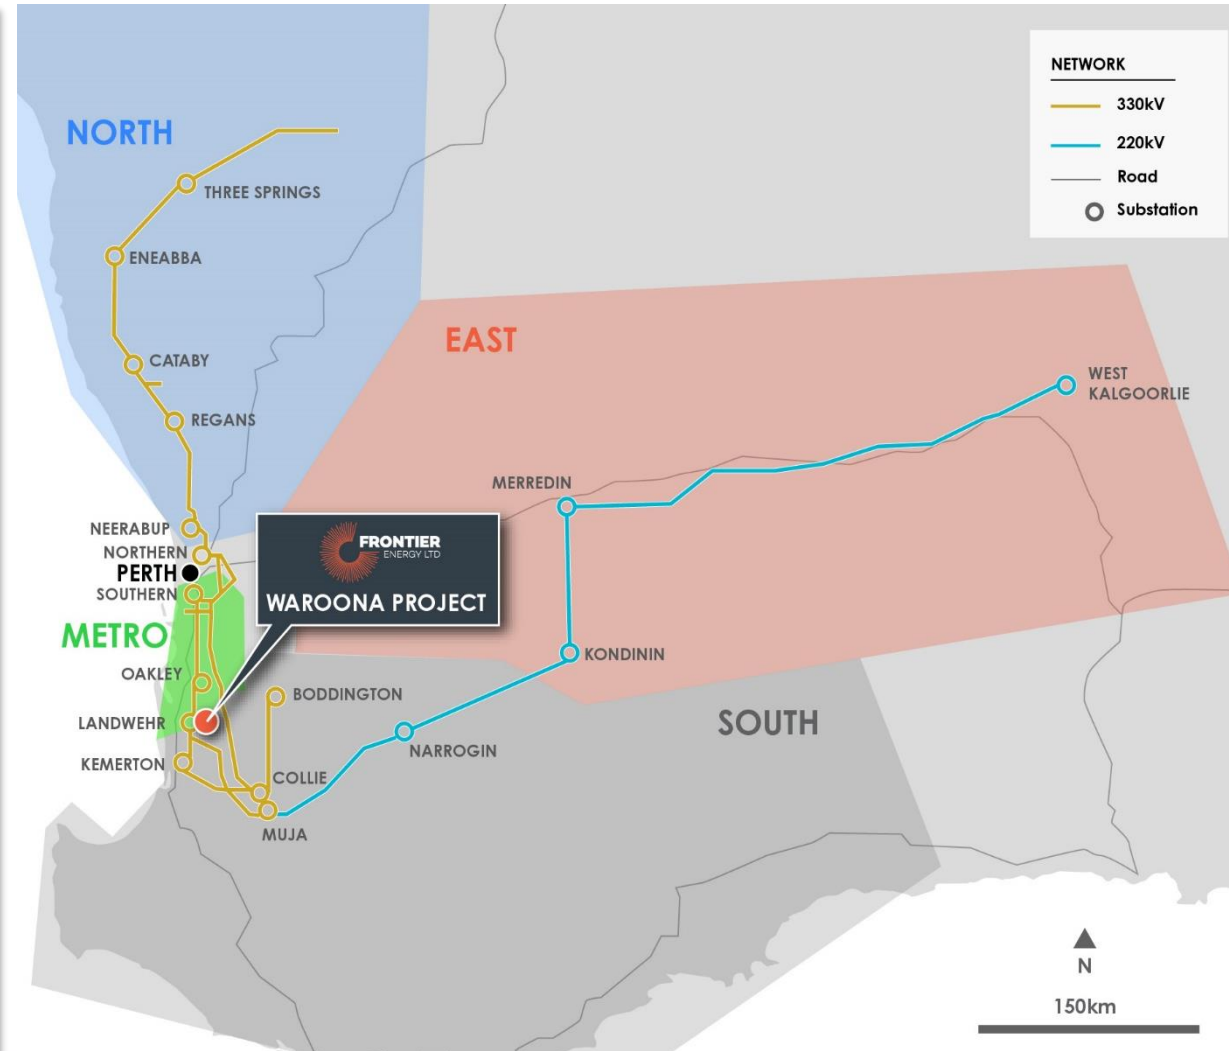 NETWORK
330kV
220kV
Road
Substation
NORTH
THREE SPRINGS
ENEABBA
CATABY
REGANS
EAST
WEST
KALGOORLIE
MERREDIN
NEERABUP
NORTHERN
PERTH
SOUTHERN
FRONTIER
ENERGY LTD
WAROONA PROJECT
METRO
OAKLEY
KONDININ
BODDINGTON
LANDWEHR
SOUTH
NARROGIN
KEMERTON
COLLIE
MUJA
N
150km